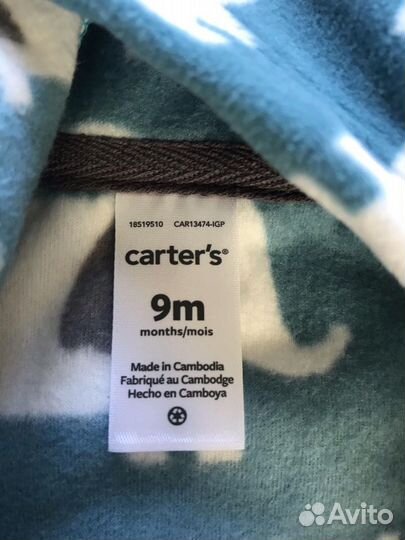 18519510 CAR13474-IGP
carter's®
9m
months/mois
Made in Cambodia
Fabriqué au Cambodge
Hecho en Camboya
Avito